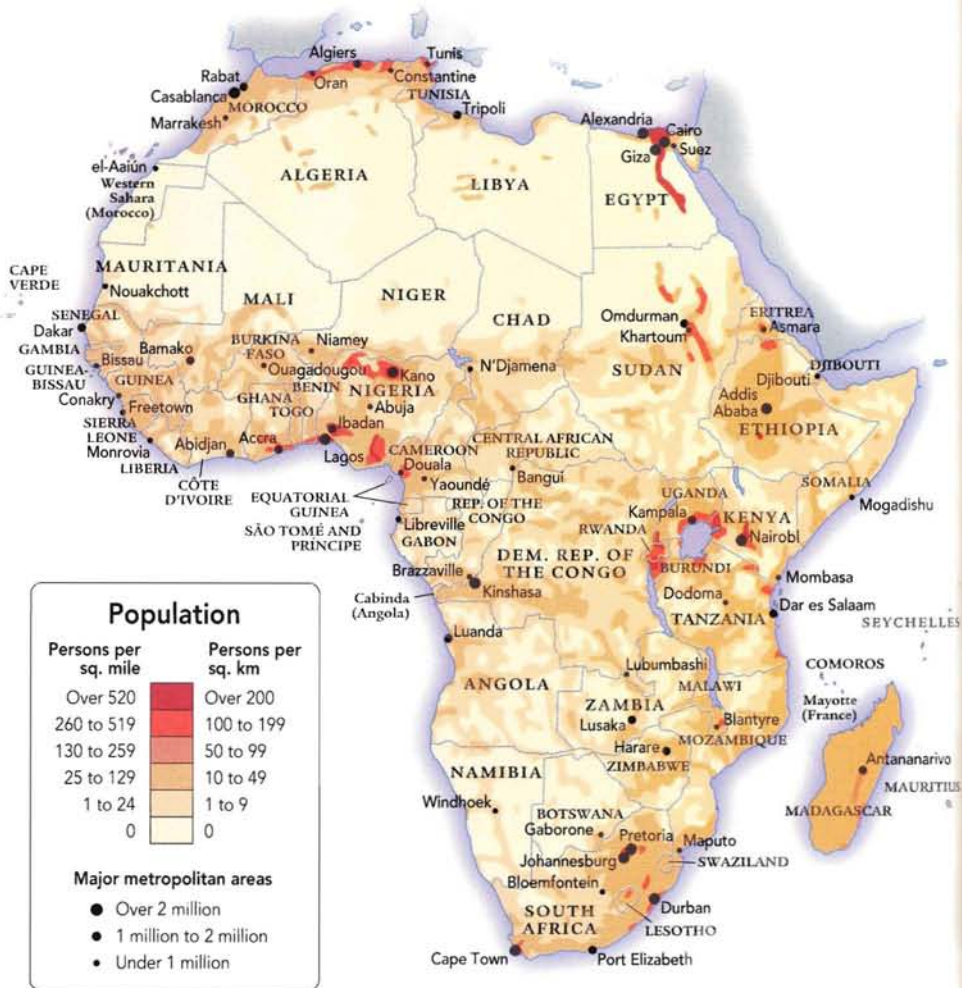 Algiers
Tunis
Rabat
Oran
Constantine
Casablanca
TUNISIA
MOROCCO
Tripoli
Marrakesh
Alexandria
Cairo
Giza
Suez
el-Aaiún
Western
Sahara
(Morocco)
ALGERIA
LIBYA
EGYPT
CAPE
VERDE
MAURITANIA
Nouakchott
MALI
NIGER
CHAD
Omdurman
Khartoum
ERITREA
Asmara
SENEGAL
Dakar
GAMBIA
Bissau
GUINEA-
BISSAU
Bamako
BURKINA
FASO
Niamey
Ouagadougou
N'Djamena
SUDAN
DJIBOUTI
Djibouti
GUINEA
Conakry
BENIN
NIGERIA
Kano
Abuja
Addis
Ababa
ETHIOPIA
SIERRA
LEONE
Freetown
GHANA
TOGO
Ibadan
Monrovia
LIBERIA
Abidjan
Accra
Lagos
CÔTE
D'IVOIRE
CAMEROON
Douala
Yaoundé
CENTRAL AFRICAN
REPUBLIC
Bangui
SOMALIA
Mogadishu
EQUATORIAL
GUINEA
SÃO TOMÉ AND
PRÍNCIPE
REP. OF THE
CONGO
Libreville
GABON
UGANDA
Kampala
KENYA
Nairobl
RWANDA
BURUNDI
DEM. REP. OF
THE CONGO
Brazzaville
Kinshasa
Cabinda
(Angola)
Mombasa
Dodoma
TANZANIA
Dar es Salaam
SEYCHELLES
Luanda
ANGOLA
Lubumbashi
MALAWI
COMOROS
Mayotte
(France)
ZAMBIA
Lusaka
Blantyre
MOZAMBIQUE
Harare
ZIMBABWE
Antananarivo
MAURITIUS
MADAGASCAR
NAMIBIA
Windhoek
BOTSWANA
Gaborone
Pretoria
Johannesburg
Maputo
SWAZILAND
Bloemfontein
SOUTH
AFRICA
Durban
LESOTHO
Cape Town
Port Elizabeth
Population
Persons per
sq. mile
Persons per
sq. km
Over 520 Over 200
260 to 519 100 to 199
130 to 259 50 to 99
25 to 129 10 to 49
1 to 24 1 to 9
0 0
Major metropolitan areas
Over 2 million
1 million to 2 million
Under 1 million